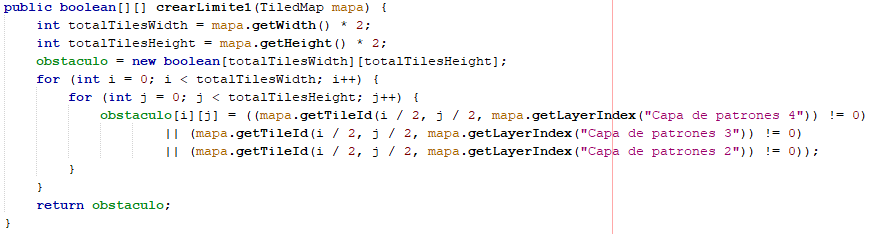 public boolean[][] crearLimite1(TiledMap mapa) {
    int totalTilesWidth = mapa.getWidth() * 2;
    int totalTilesHeight = mapa.getHeight() * 2;
    obstaculo = new boolean[totalTilesWidth][totalTilesHeight];
    for (int i = 0; i < totalTilesWidth; i++) {
        for (int j = 0; j < totalTilesHeight; j++) {
            obstaculo[i][j] = ((mapa.getTileId(i / 2, j / 2, mapa.getLayerIndex("Capa de patrones 4")) != 0)
                    || (mapa.getTileId(i / 2, j / 2, mapa.getLayerIndex("Capa de patrones 3")) != 0)
                    || (mapa.getTileId(i / 2, j / 2, mapa.getLayerIndex("Capa de patrones 2")) != 0));
        }
    }
    return obstaculo;
}